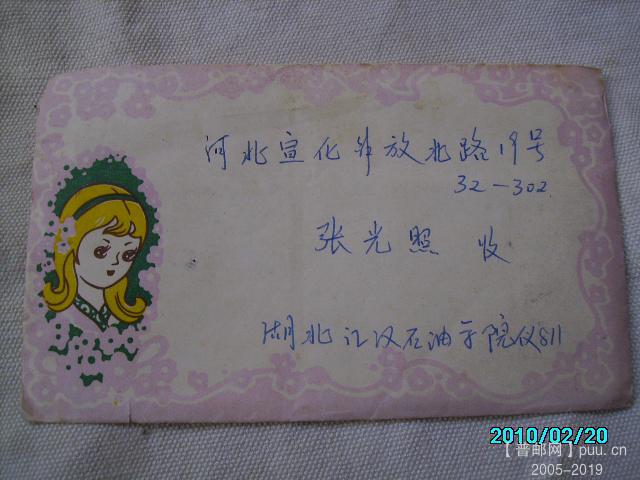 河北宣化解放北路19号
32-302
张光照 收
湖北江汉石油学院仪811
2010/02/20
【普邮网】puu.cn
2005-2019